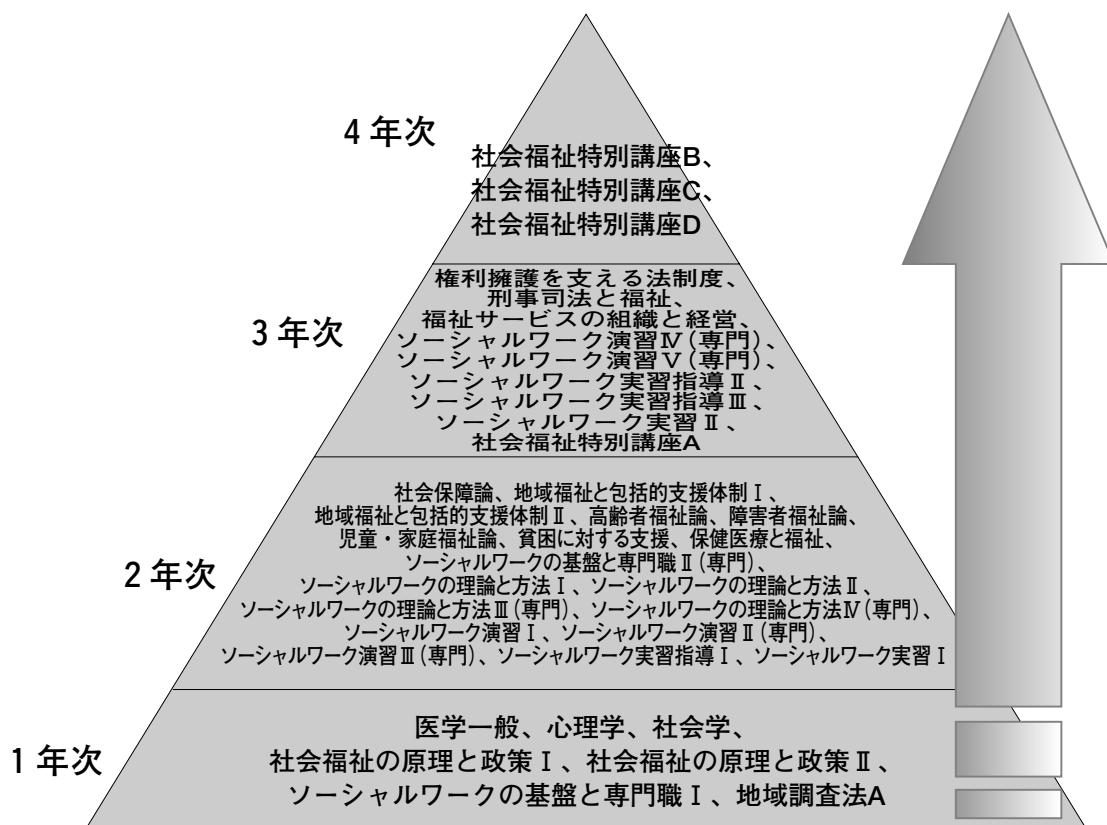 4年次
社会福祉特別講座B、
社会福祉特別講座C、
社会福祉特別講座D
3年次
権利擁護を支える法制度、
刑事司法と福祉、
福祉サービスの組織と経営、
ソーシャルワーク演習Ⅳ(専門)、
ソーシャルワーク演習Ⅴ(専門)、
ソーシャルワーク実習指導Ⅱ、
ソーシャルワーク実習指導Ⅲ、
ソーシャルワーク実習Ⅱ、
社会福祉特別講座A
2年次
社会保障論、地域福祉と包括的支援体制Ⅰ、
地域福祉と包括的支援体制Ⅱ、高齢者福祉論、障害者福祉論、
児童・家庭福祉論、貧困に対する支援、保健医療と福祉、
ソーシャルワークの基盤と専門職Ⅱ(専門)、
ソーシャルワークの理論と方法Ⅰ、ソーシャルワークの理論と方法Ⅱ、
ソーシャルワークの理論と方法Ⅲ(専門)、ソーシャルワークの理論と方法Ⅳ(専門)、
ソーシャルワーク演習Ⅰ、ソーシャルワーク演習Ⅱ(専門)、
ソーシャルワーク演習Ⅲ(専門)、ソーシャルワーク実習指導Ⅰ、ソーシャルワーク実習Ⅰ
1年次
医学一般、心理学、社会学、
社会福祉の原理と政策Ⅰ、社会福祉の原理と政策Ⅱ、
ソーシャルワークの基盤と専門職Ⅰ、地域調査法A